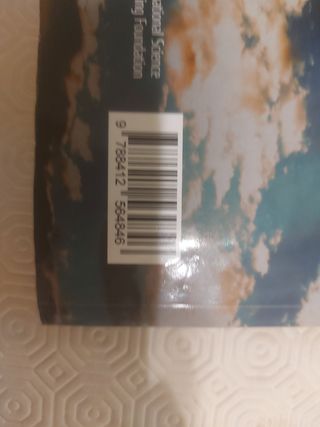 ational Science
ing Foundation
9 788412 564846